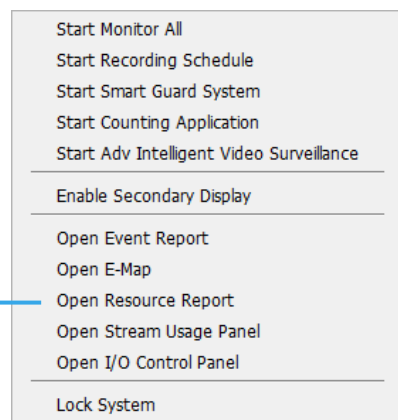 Start Monitor All
Start Recording Schedule
Start Smart Guard System
Start Counting Application
Start Adv Intelligent Video Surveillance
Enable Secondary Display
Open Event Report
Open E-Map
Open Resource Report
Open Stream Usage Panel
Open I/O Control Panel
Lock System